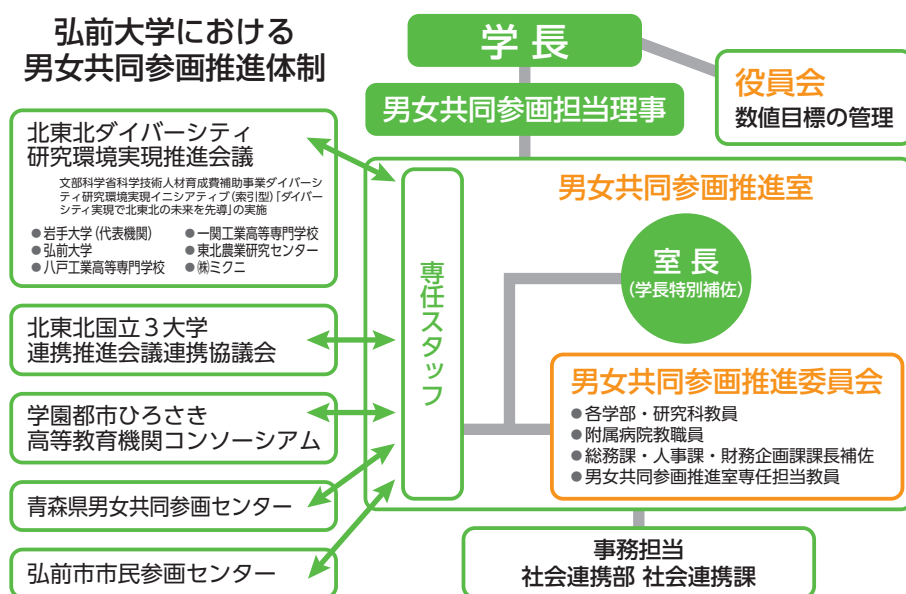 弘前大学における
男女共同参画推進体制
学長
男女共同参画担当理事
役員会
数値目標の管理
北東北ダイバーシティ
研究環境実現推進会議
文部科学省科学技術人材育成費補助事業ダイバーシ
ティ研究環境実現イニシアティブ(索引型)「ダイバー
シティ実現で北東北の未来を先導」の実施
●岩手大学(代表機関)
●弘前大学
●八戸工業高等専門学校
●一関工業高等専門学校
●東北農業研究センター
●㈱ミクニ
北東北国立3大学
連携推進会議連携協議会
学園都市ひろさき
高等教育機関コンソーシアム
青森県男女共同参画センター
弘前市市民参画センター
専任スタッフ
男女共同参画推進室
室長
(学長特別補佐)
男女共同参画推進委員会
●各学部・研究科教員
●附属病院教職員
●総務課・人事課・財務企画課課長補佐
●男女共同参画推進室専任担当教員
事務担当
社会連携部 社会連携課